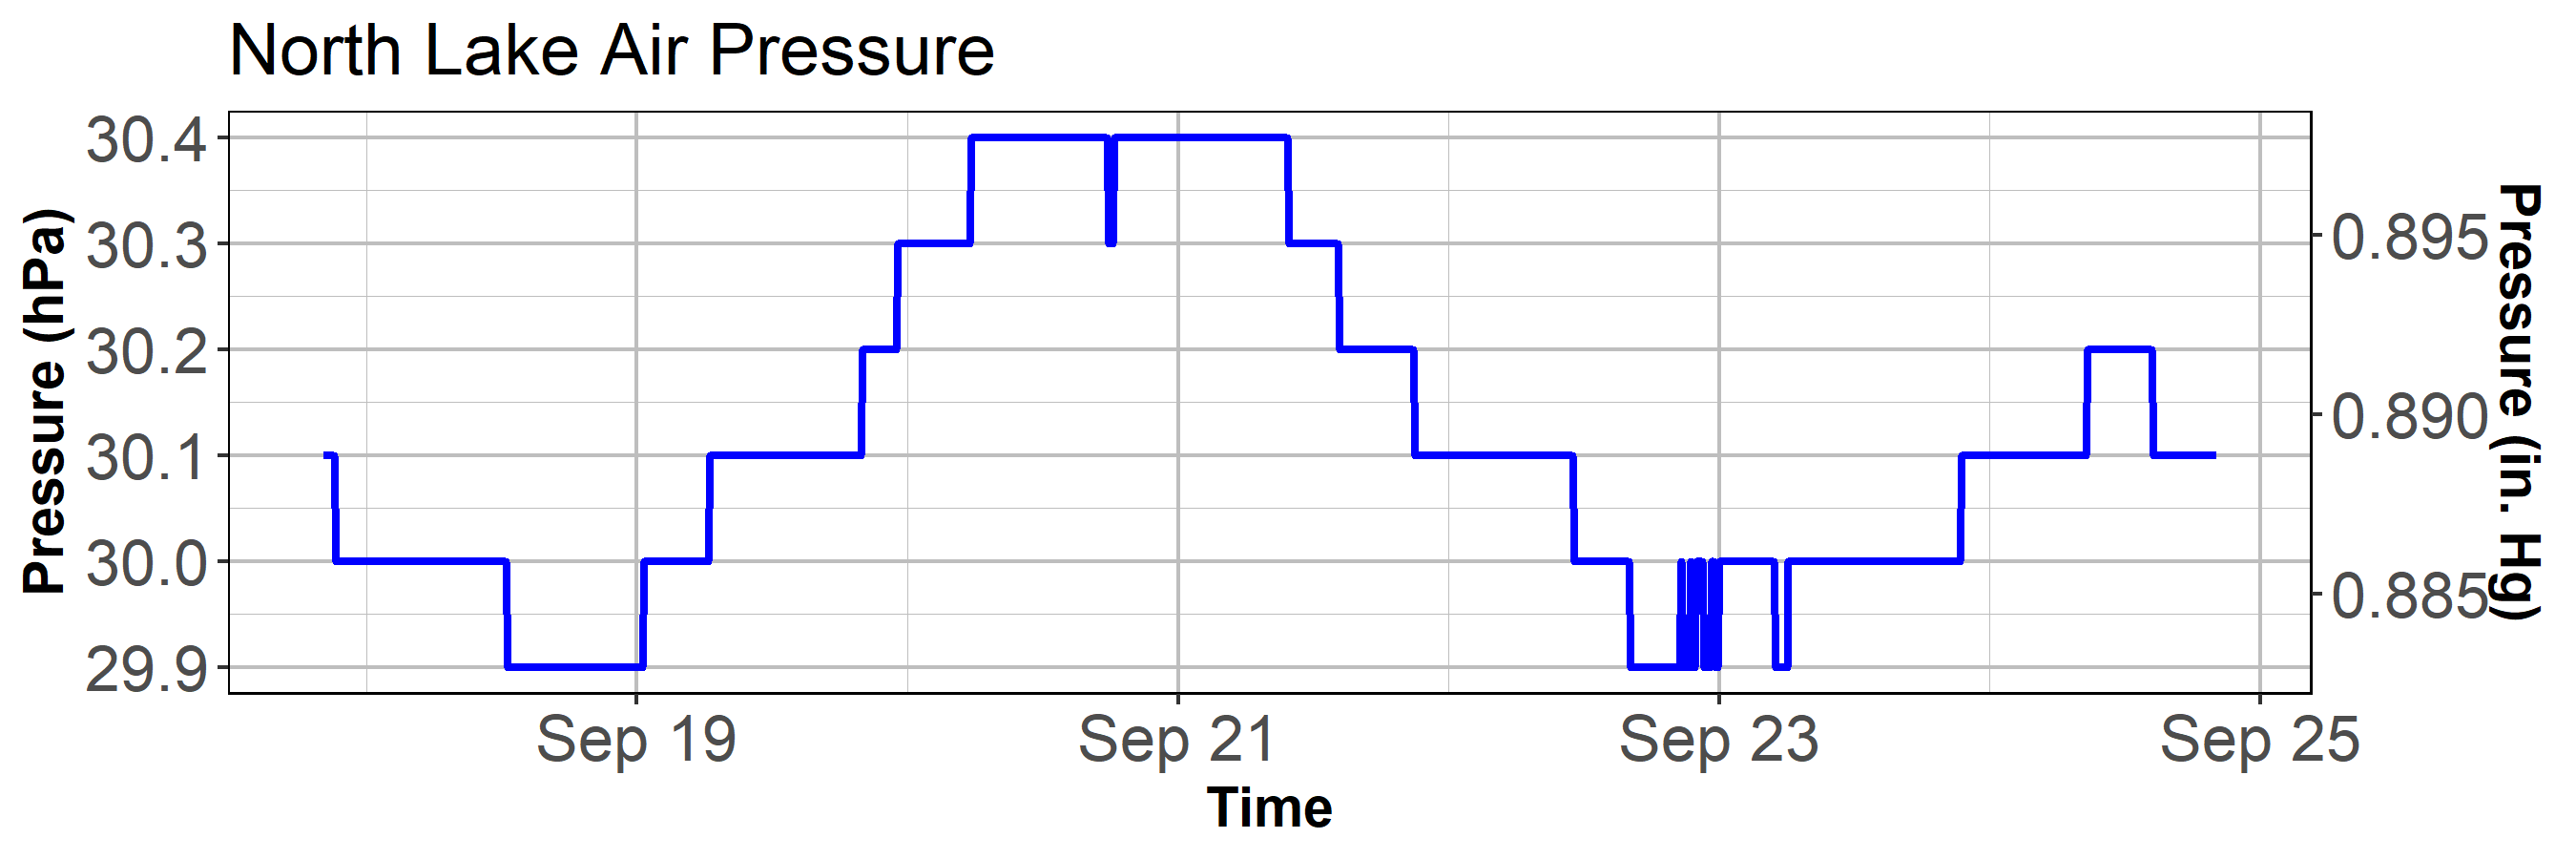 North Lake Air Pressure
Pressure (hPa)
30.4
30.3
30.2
30.1
30.0
29.9
0.895
0.890
0.885
Pressure (in. Hg)
Sep 19
Sep 21
Sep 23
Sep 25
Time